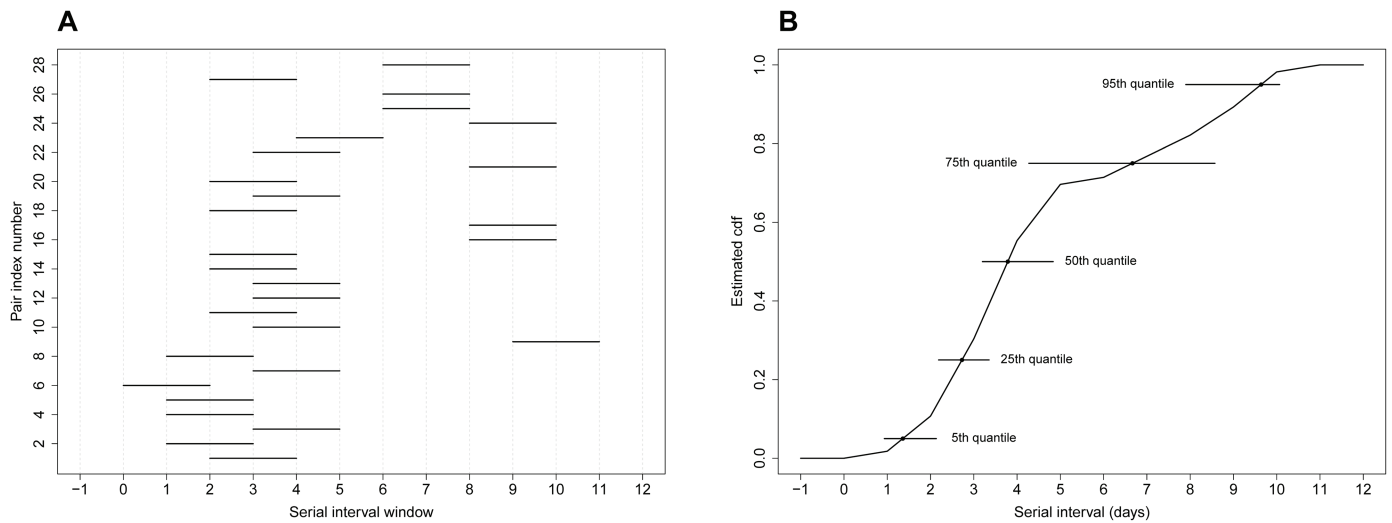 A
Pair index number
28
26
24
22
20
18
16
14
12
10
8
6
4
2
−1 0 1 2 3 4 5 6 7 8 9 10 11 12
Serial interval window
B
Estimated cdf
1.0
0.8
0.6
0.4
0.2
0.0
95th quantile
75th quantile
50th quantile
25th quantile
5th quantile
−1 0 1 2 3 4 5 6 7 8 9 10 11 12
Serial interval (days)